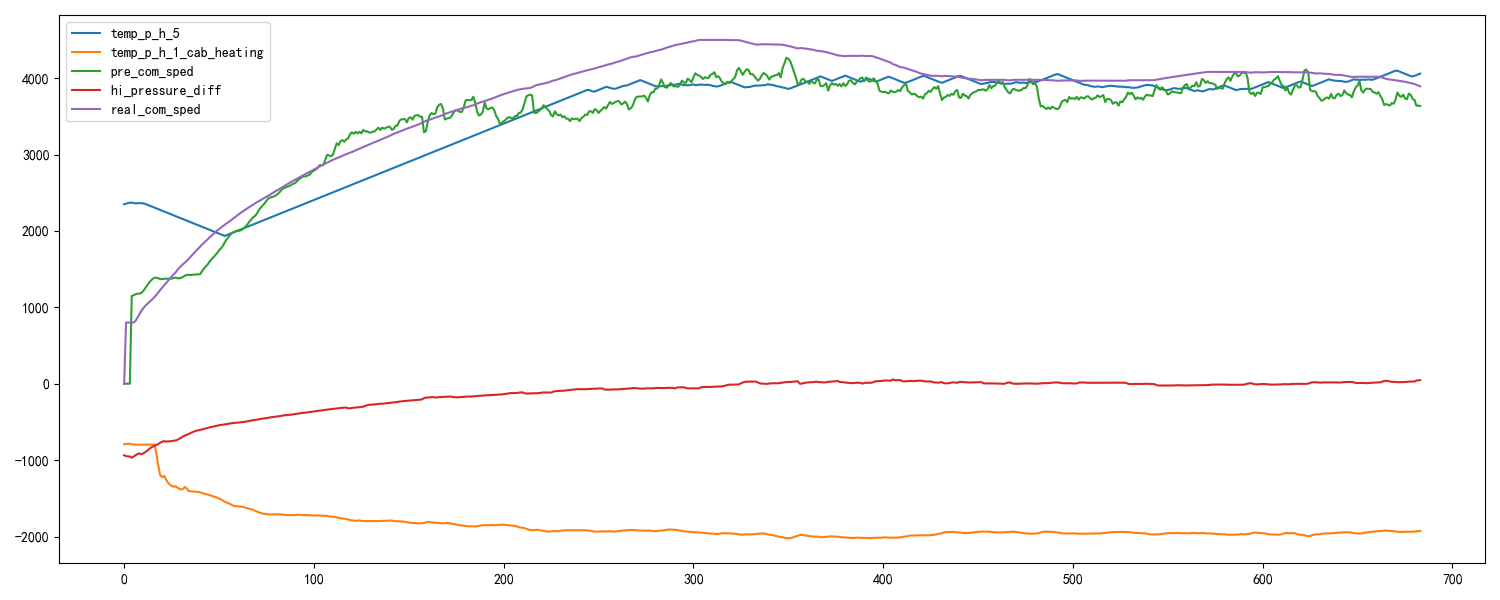 temp_p_h_5
temp_p_h_1_cab_heating
pre_com_sped
hi_pressure_diff
real_com_sped
4000
3000
2000
1000
0
−1000
−2000
0 100 200 300 400 500 600 700